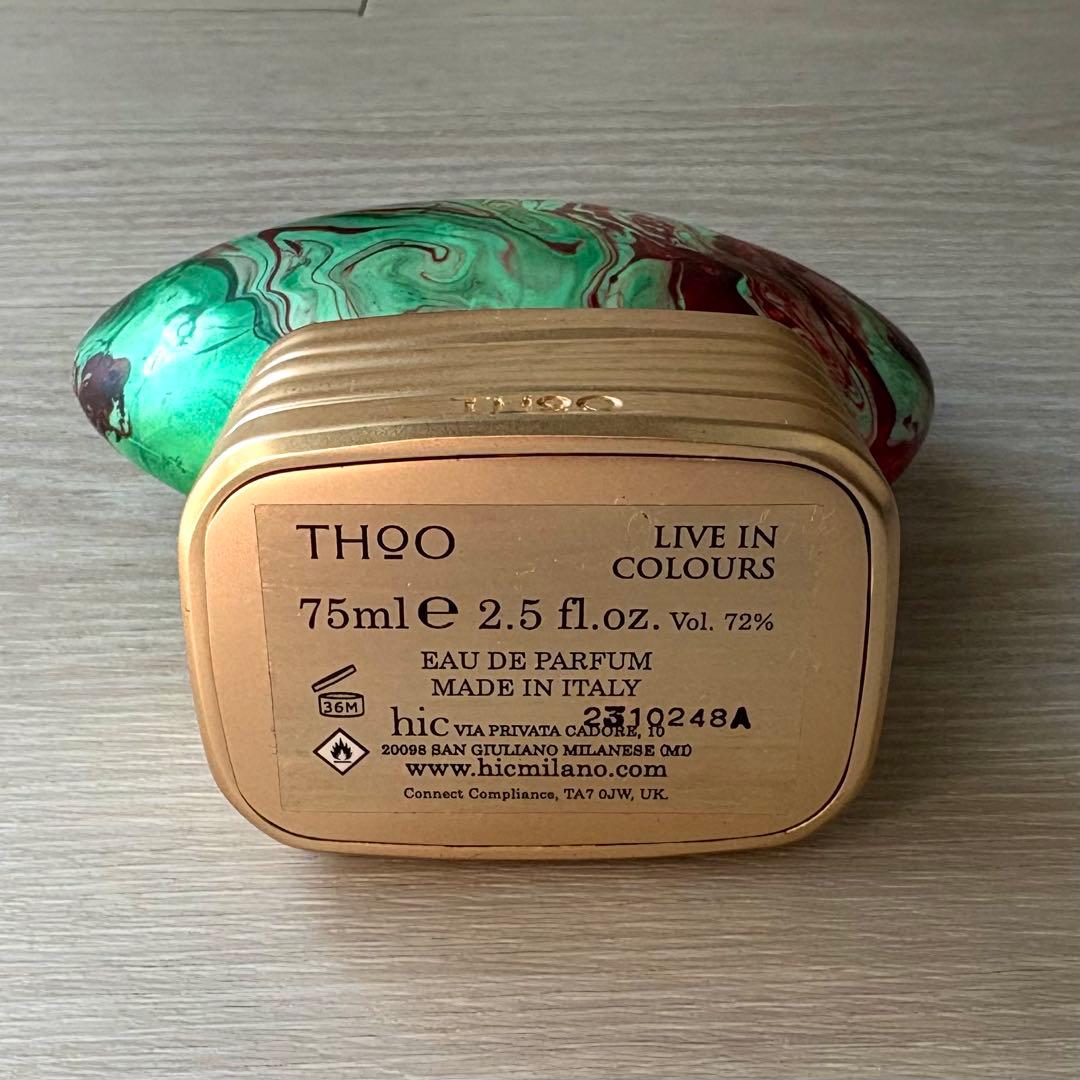 THOO
THOO
LIVE IN
COLOURS
75ml e 2.5 fl.oz. Vol. 72%
EAU DE PARFUM
MADE IN ITALY
36M
2310248A
hic VIA PRIVATA CADORE, 10
20098 SAN GIULIANO MILANESE (MI)
www.hicmilano.com
Connect Compliance, TA7 0JW, UK.